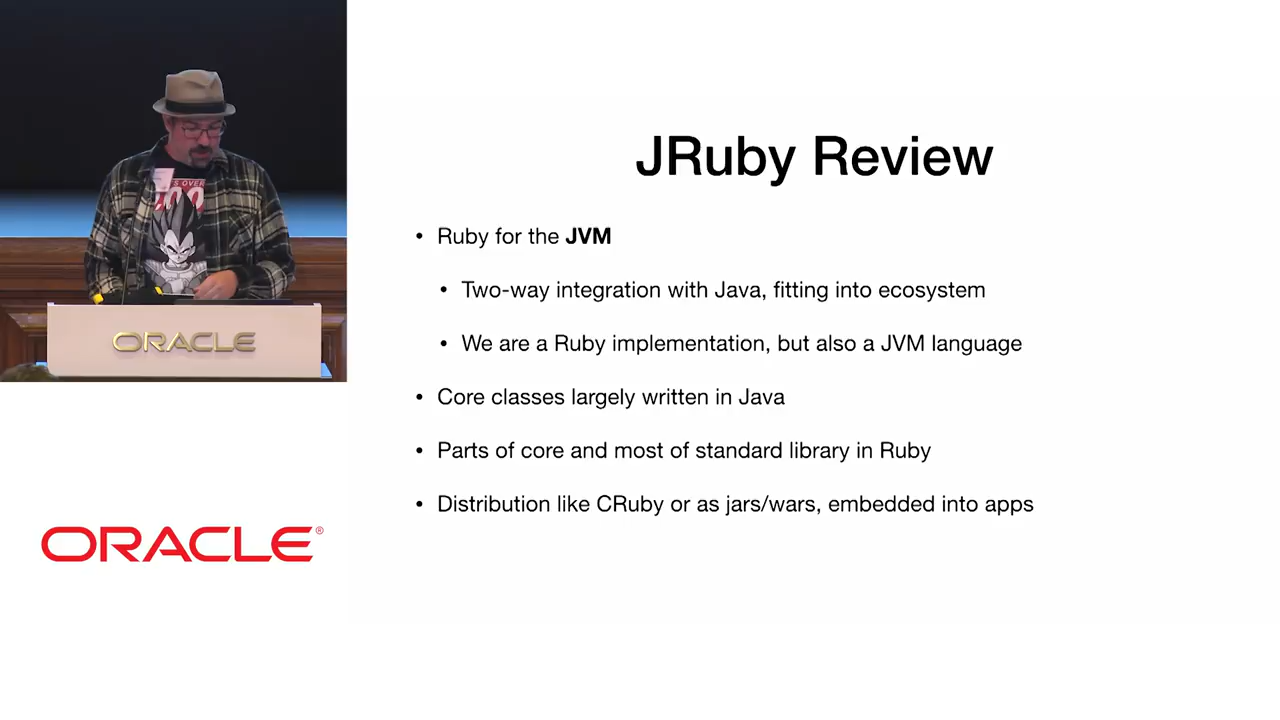 JRuby Review
• Ruby for the JVM
• Two-way integration with Java, fitting into ecosystem
• We are a Ruby implementation, but also a JVM language
• Core classes largely written in Java
• Parts of core and most of standard library in Ruby
• Distribution like CRuby or as jars/wars, embedded into apps
ORACLE
ORACLE®